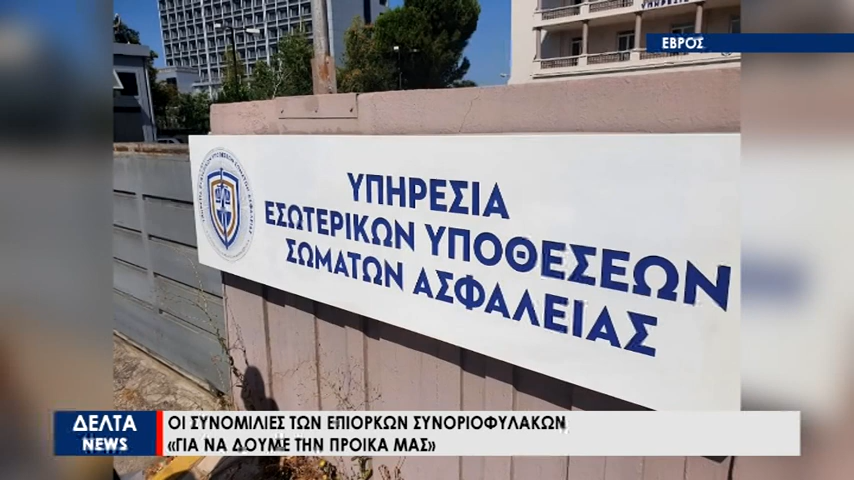 ΥΠΗΡΕΣΙ
ΕΒΡΟΣ
ΥΠΗΡΕΣΙΑ
ΕΣΩΤΕΡΙΚΩΝ ΥΠΟΘΕΣΕΩΝ
ΣΩΜΑΤΩΝ ΑΣΦΑΛΕΙΑΣ
ΔΕΛΤΑ
NEWS
ΟΙ ΣΥΝΟΜΙΛΙΕΣ ΤΩΝ ΕΠΙΟΡΚΩΝ ΣΥΝΟΡΙΟΦΥΛΑΚΩΝ
«ΓΙΑ ΝΑ ΔΟΥΜΕ ΤΗΝ ΠΡΟΙΚΑ ΜΑΣ»